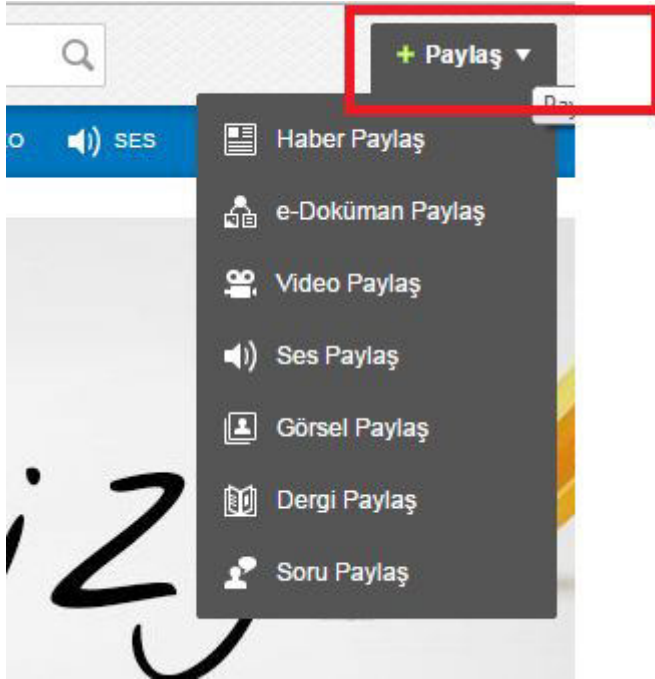 + Paylaş
SES
Haber Paylaş
e-Doküman Paylaş
Video Paylaş
Ses Paylaş
Görsel Paylaş
Dergi Paylaş
Soru Paylaş